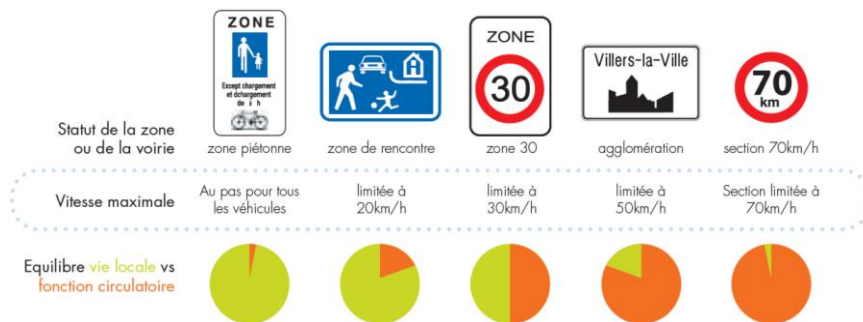 ZONE
Except chargement
et déchargement
de à h
ZONE
30
Villers-la-Ville
70
km
Statut de la zone
ou de la voirie
zone piétonne
zone de rencontre
zone 30
agglomération
section 70km/h
Vitesse maximale
Au pas pour tous
les véhicules
limitée à
20km/h
limitée à
30km/h
limitée à
50km/h
Section limitée à
70km/h
Equilibre vie locale vs
fonction circulatoire